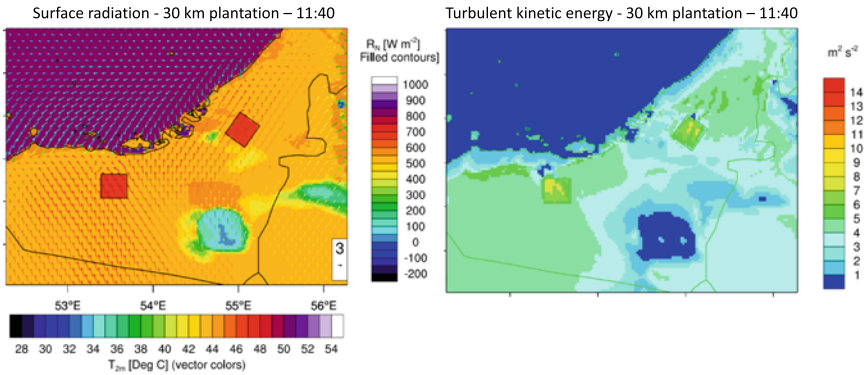 Surface radiation - 30 km plantation – 11:40
Turbulent kinetic energy - 30 km plantation – 11:40
R_N [W m⁻²]
Filled contours]
1000
900
800
700
600
500
400
300
200
100
0
-100
-200
3
53°E
54°E
55°E
56°E
28 30 32 34 36 38 40 42 44 46 48 50 52 54
T_2m [Deg C] (vector colors)
m² s⁻²
14
13
12
11
10
9
8
7
6
5
4
3
2
1